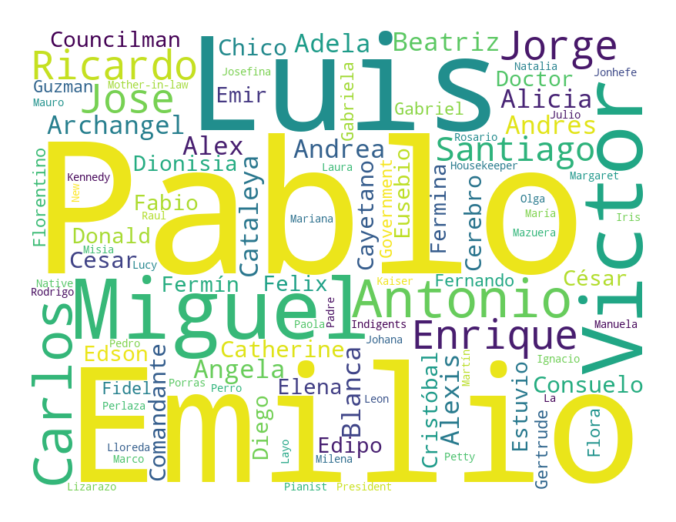 Councilman
Chico
Adela
Beatriz
Jorge
Ricardo
Luis
Josefina
Natalia
Jonhefe
Guzman
Mother-in-law
Emir
Gabriela
Doctor
Mauro
Jose
Gabriel
Alicia
Julio
Victor
Archangel
Andres
Alex
Andrea
Santiago
Rosario
Florentino
Dionisia
Laura
Eusebio
Housekeeper
Kennedy
Cataleya
Cayetano
Government
Fermina
Cerebro
Margaret
New
Pablo
Fabio
Raul
Mariana
Olga
Maria
Iris
Donald
Mazuera
Misia
Cesar
Lucy
Native
Fermín
Felix
Kaiser
Fernando
César
Rodrigo
Miguel
Padre
Antonio
Carlos
Paola
Indigents
Enrique
Manuela
Pedro
Johana
Edson
Catherine
Blanca
Ignacio
Comandante
Angela
Martin
Fidel
Porras
Perro
Elena
Leon
Cristóbal
Alexis
Consuelo
Perlaza
Emilio
La
Diego
Edipo
Estuvio
Flora
Lloreda
Layo
Petty
Gertrude
Marco
Milena
Lizarazo
Pianist
President